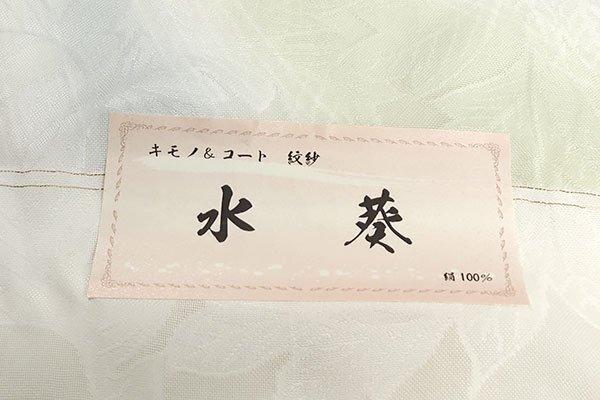 キモノ&コート 紋紗
水 葵
絹100%